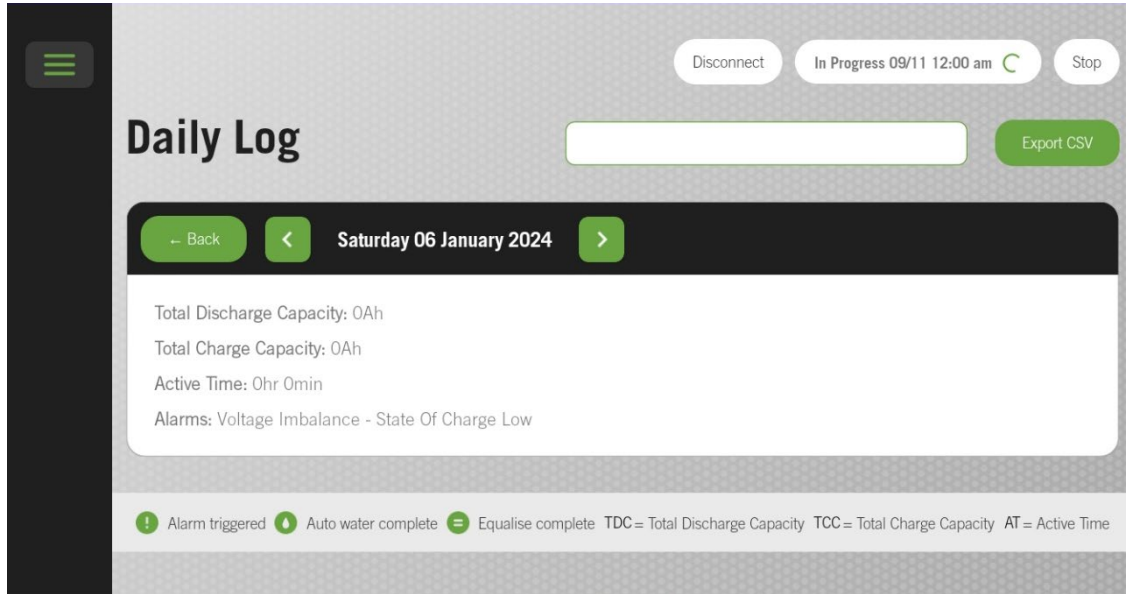 Disconnect
In Progress 09/11 12:00 am
Stop
Daily Log
Export CSV
← Back
Saturday 06 January 2024
Total Discharge Capacity: 0Ah
Total Charge Capacity: 0Ah
Active Time: 0hr 0min
Alarms: Voltage Imbalance - State Of Charge Low
Alarm triggered Auto water complete Equalise complete TDC = Total Discharge Capacity TCC = Total Charge Capacity AT = Active Time